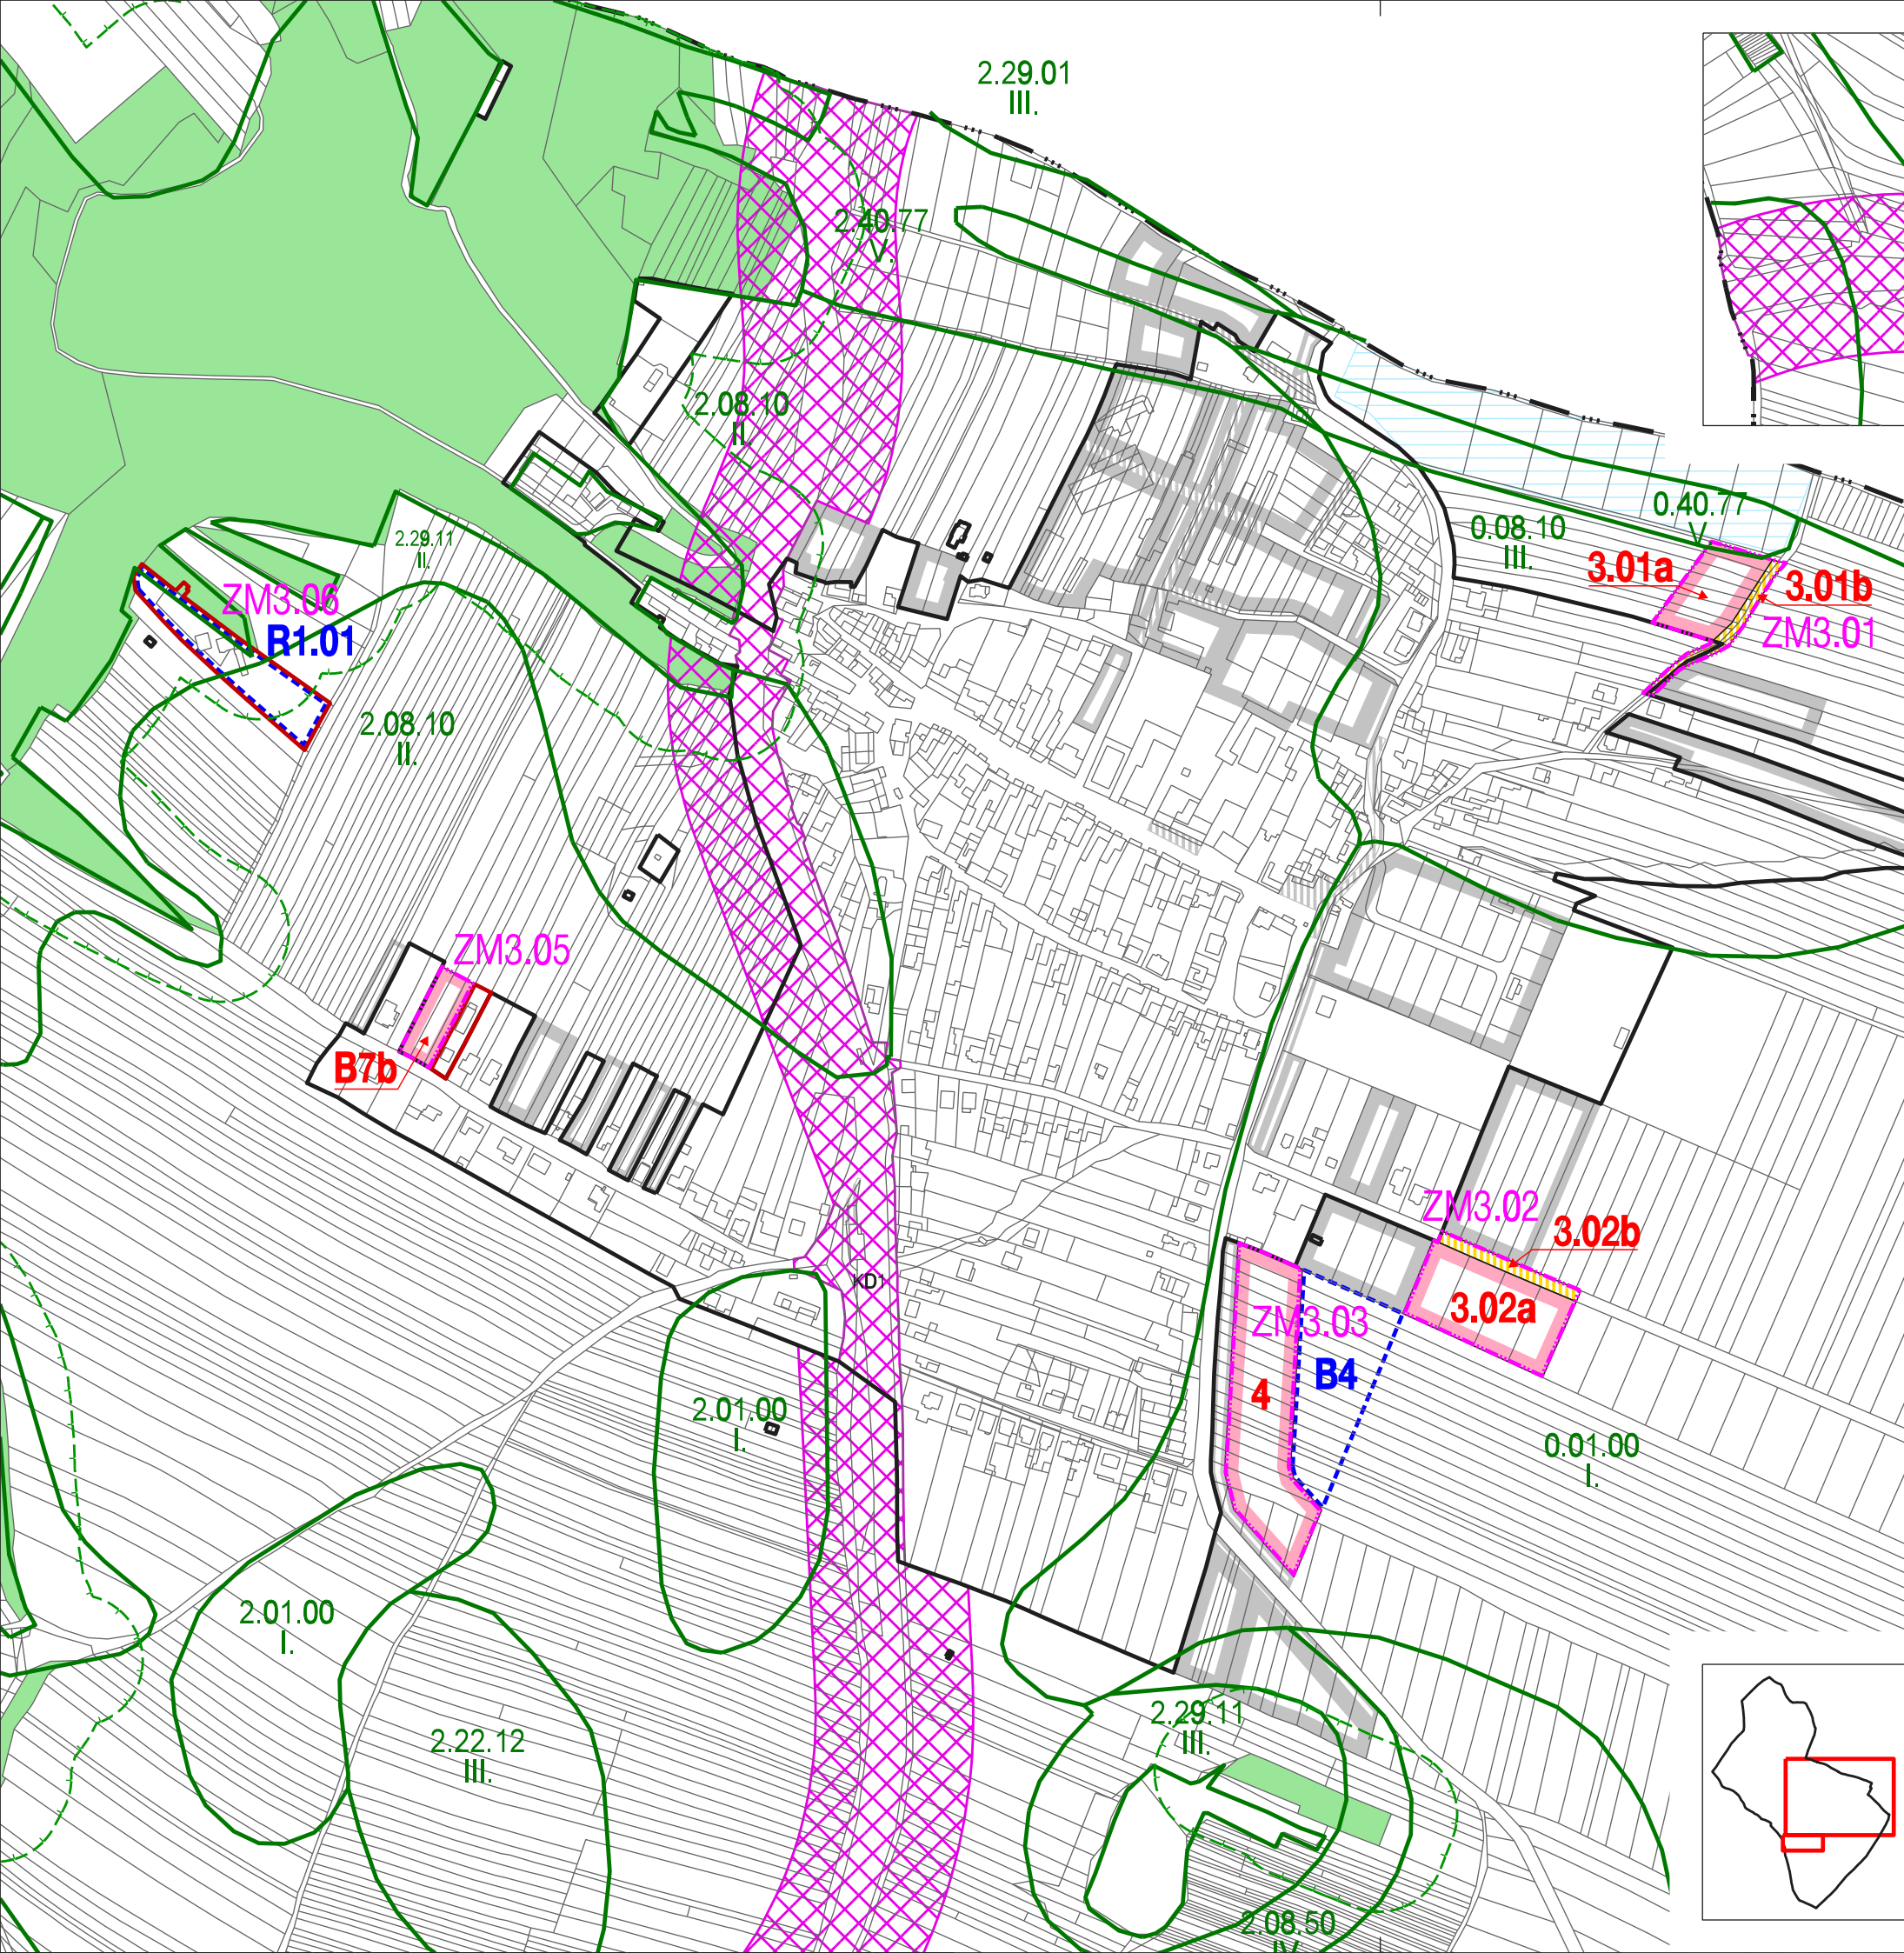 2.29.01
III.
2.40.77
V.
2.08.10
II.
0.40.77
V.
0.08.10
III.
3.01a
3.01b
ZM3.01
2.29.11
II.
ZM3.06
R1.01
2.08.10
II.
ZM3.05
B7b
ZM3.02
3.02b
KD1
3.02a
ZM3.03
B4
4
2.01.00
I.
0.01.00
I.
2.01.00
I.
2.29.11
III.
2.22.12
III.
2.08.50
IV.